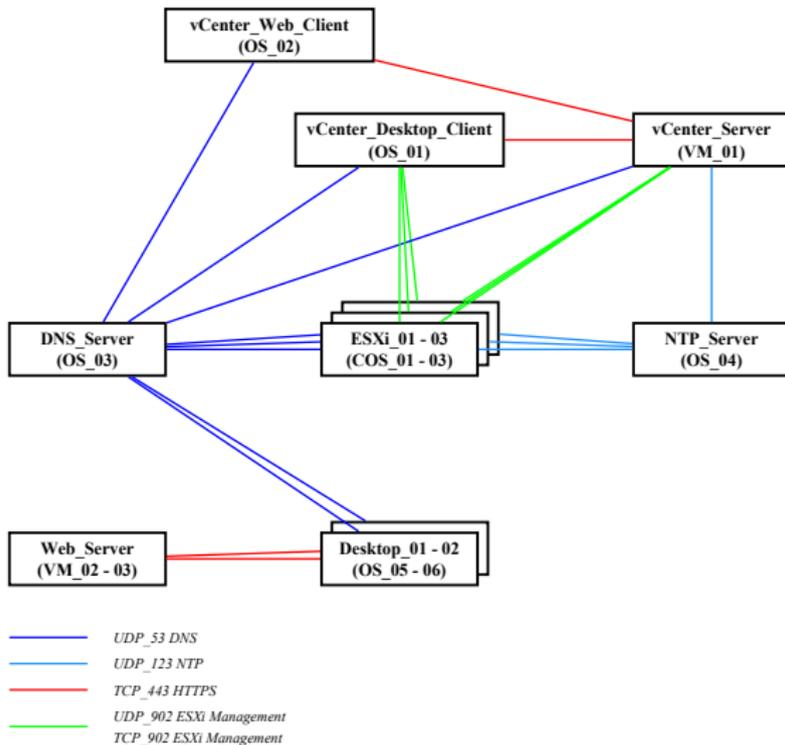 vCenter_Web_Client
(OS_02)
vCenter_Desktop_Client
(OS_01)
vCenter_Server
(VM_01)
DNS_Server
(OS_03)
ESXi_01 - 03
(COS_01 - 03)
NTP_Server
(OS_04)
Web_Server
(VM_02 - 03)
Desktop_01 - 02
(OS_05 - 06)
UDP_53 DNS
UDP_123 NTP
TCP_443 HTTPS
UDP_902 ESXi Management
TCP_902 ESXi Management